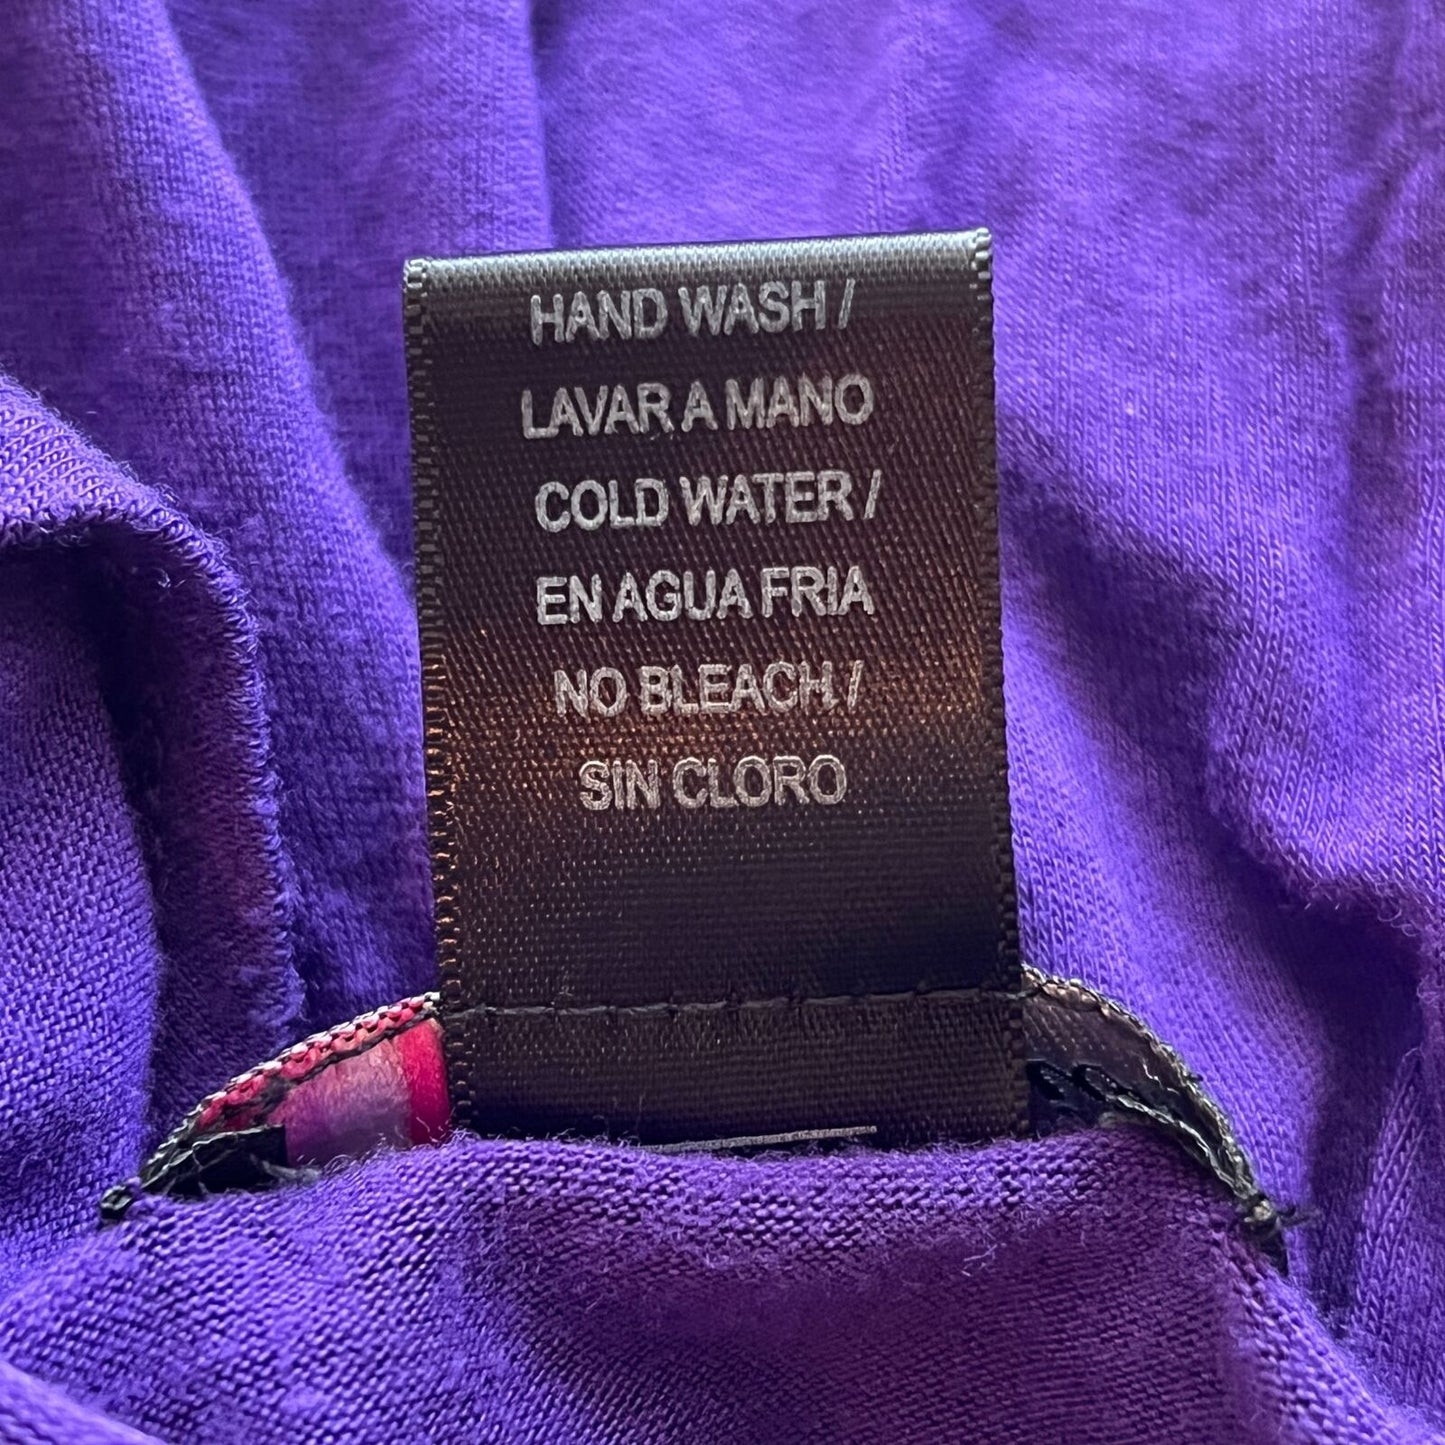 HAND WASH /
LAVAR A MANO
COLD WATER /
EN AGUA FRIA
NO BLEACH /
SIN CLORO